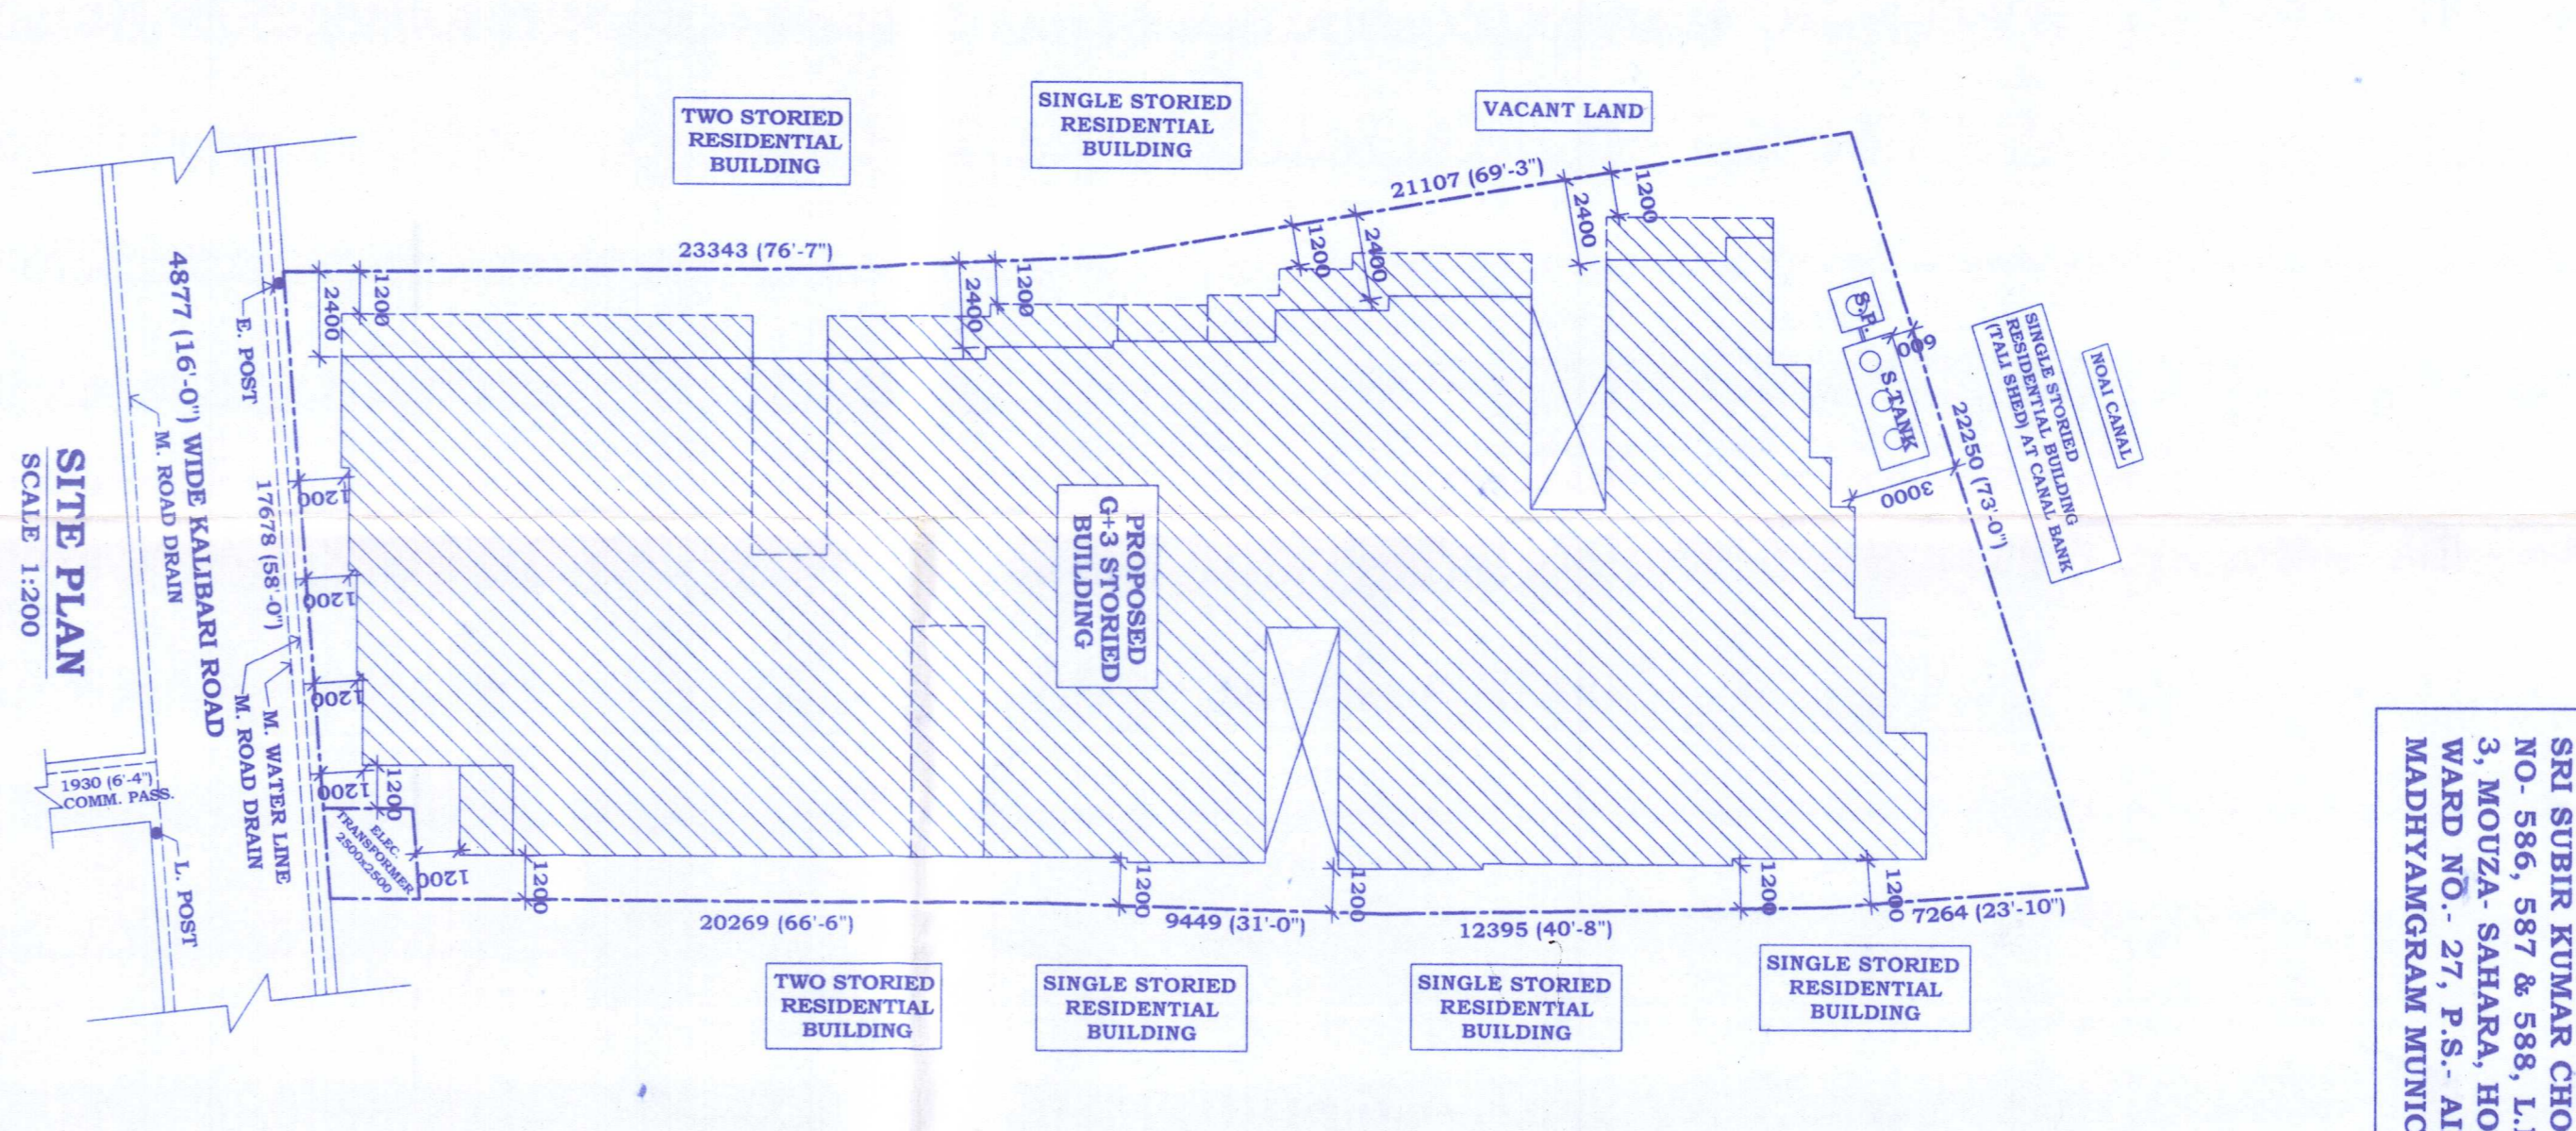 TWO STORIED
RESIDENTIAL
BUILDING
SINGLE STORIED
RESIDENTIAL
BUILDING
VACANT LAND
23343 (76'-7")
21107 (69'-3")
1200
2400
1200
2400
1200
2400
1200
2400
1200
4877 (16'-0") WIDE KALIBARI ROAD
E. POST
M. ROAD DRAIN
17678 (58'-0")
1200
1200
1200
1200
1200
M. WATER LINE
M. ROAD DRAIN
SITE PLAN
SCALE 1:200
1930 (6'-4")
COMM. PASS.
L. POST
ELEC.
TRANSFORMER
2500x2500
1200
1200
PROPOSED
G+3 STORIED
BUILDING
S.P.
S.TANK
600
3000
22250 (73'-0")
SINGLE STORIED
RESIDENTIAL BUILDING
(TALI SHED) AT CANAL BANK
NOAI CANAL
1200
1200
1200
1200
20269 (66'-6")
9449 (31'-0")
12395 (40'-8")
7264 (23'-10")
TWO STORIED
RESIDENTIAL
BUILDING
SINGLE STORIED
RESIDENTIAL
BUILDING
SINGLE STORIED
RESIDENTIAL
BUILDING
SINGLE STORIED
RESIDENTIAL
BUILDING
SRI SUBIR KUMAR CHO
NO- 586, 587 & 588, L.
3, MOUZA- SAHARA, HO
WARD NO.- 27, P.S.- AI
MADHYAMGRAM MUNIC